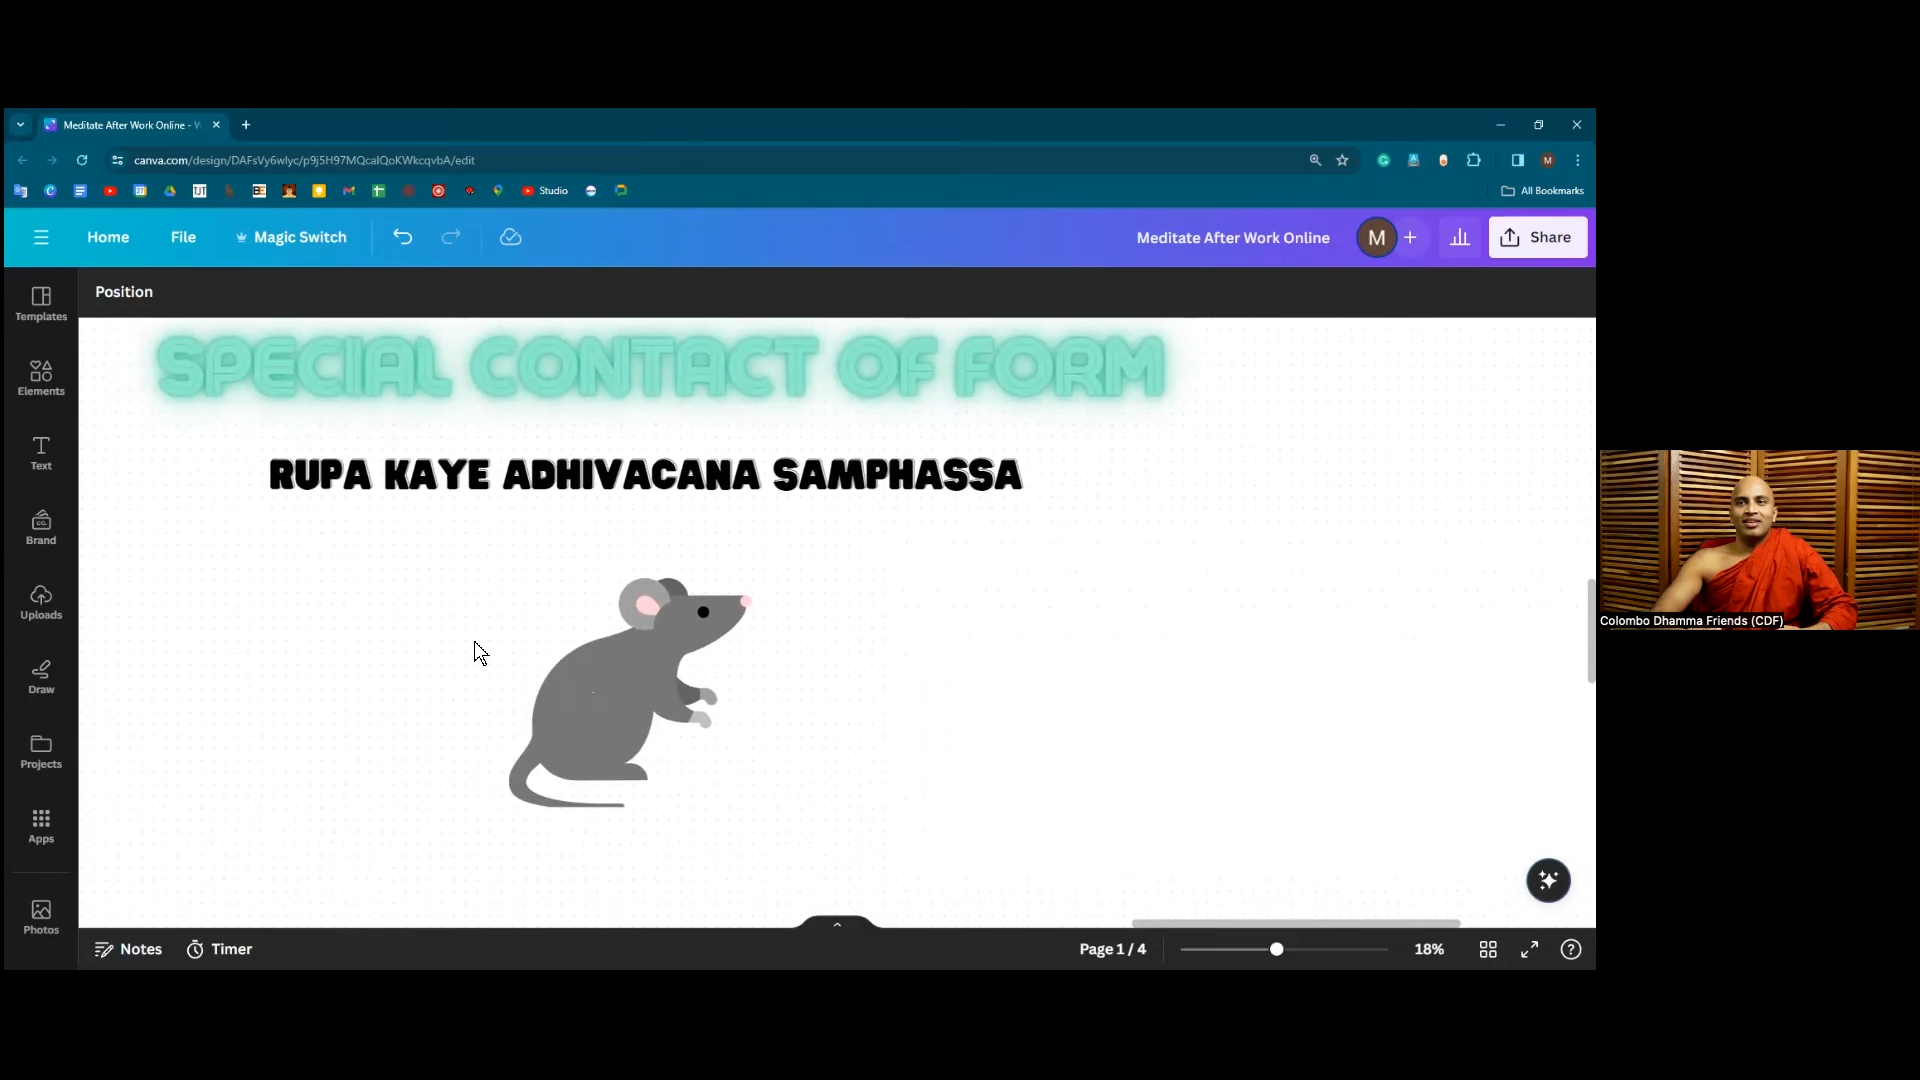 Meditate After Work Online - W
canva.com/design/DAFsVy6wlyc/p9j5H97MQcaIQoKWkcqvbA/edit
Studio
All Bookmarks
Home File Magic Switch Meditate After Work Online M + Share
Position
Templates
Elements
Text
Brand
Uploads
Draw
Projects
Apps
Photos
SPECIAL CONTACT OF FORM
RUPA KAYE ADHIVACANA SAMPHASSA
Colombo Dhamma Friends (CDF)
Notes Timer Page 1 / 4 18%